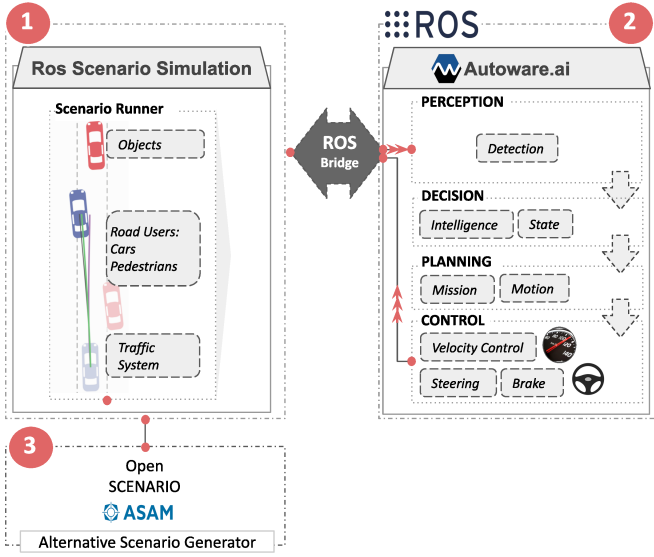 1
Ros Scenario Simulation
Scenario Runner
Objects
Road Users:
Cars
Pedestrians
Traffic
System
ROS
Bridge
ROS
2
Autoware.ai
PERCEPTION
Detection
DECISION
Intelligence
State
PLANNING
Mission
Motion
CONTROL
Velocity Control
Steering
Brake
3
Open
SCENARIO
ASAM
Alternative Scenario Generator